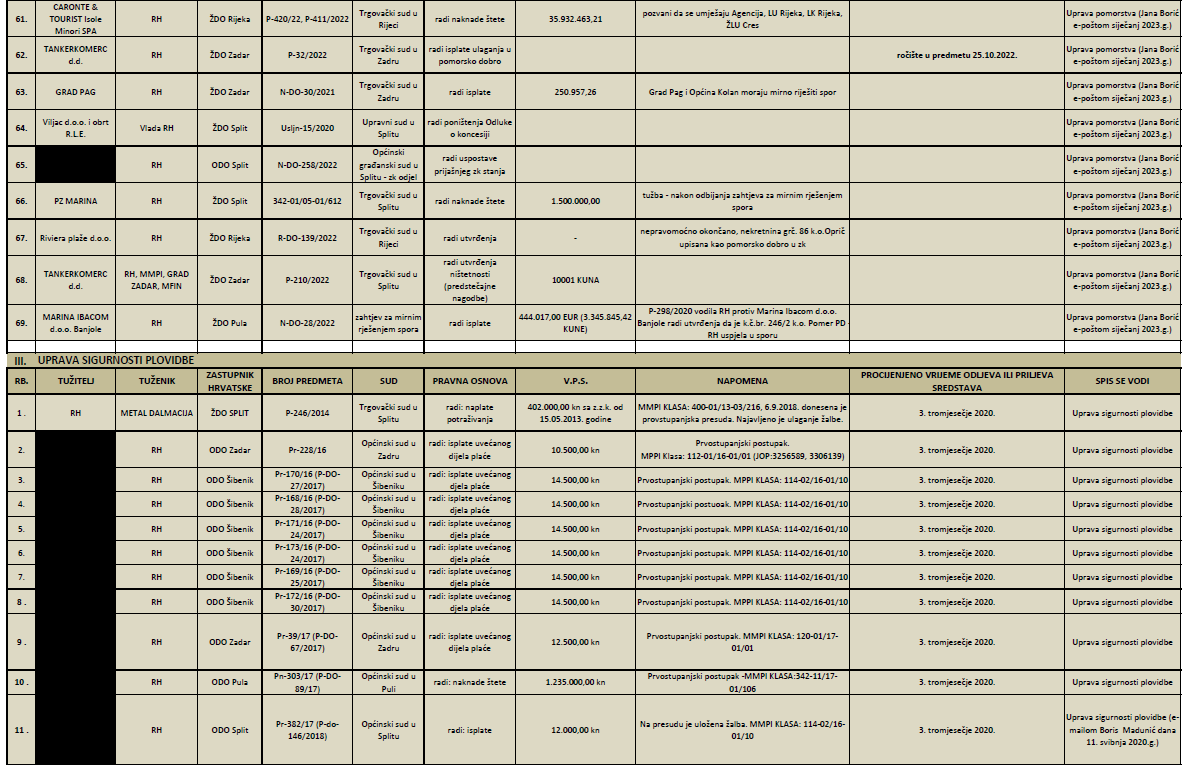 61. CARONTE & TOURIST Isole Minori SPA RH ŽDO Rijeka P-420/22, P-411/2022 Trgovački sud u Rijeci radi naknade štete 35.932.463,21 pozvani da se umješaju Agencija, LU Rijeka, LK Rijeka, ŽLU Cres Uprava pomorstva (Jana Borić e-poštom siječanj 2023.g.)
62. TANKERKOMERC d.d. RH ŽDO Zadar P-32/2022 Trgovački sud u Zadru radi isplate ulaganja u pomorsko dobro ročište u predmetu 25.10.2022. Uprava pomorstva (Jana Borić e-poštom siječanj 2023.g.)
63. GRAD PAG RH ŽDO Zadar N-DO-30/2021 Trgovački sud u Zadru radi isplate 250.957,26 Grad Pag i Općina Kolan moraju mirno riješiti spor Uprava pomorstva (Jana Borić e-poštom siječanj 2023.g.)
64. Viljac d.o.o. i obrt R.L.E. Vlada RH ŽDO Split UsIjn-15/2020 Upravni sud u Splitu radi poništenja Odluke o koncesiji Uprava pomorstva (Jana Borić e-poštom siječanj 2023.g.)
65. RH ODO Split N-DO-258/2022 Općinski građanski sud u Splitu - zk odjel radi uspostave prijašnjeg zk stanja Uprava pomorstva (Jana Borić e-poštom siječanj 2023.g.)
66. PZ MARINA RH ŽDO Split 342-01/05-01/612 Trgovački sud u Splitu radi naknade štete 1.500.000,00 tužba - nakon odbijanja zahtjeva za mirnim rješenjem spora Uprava pomorstva (Jana Borić e-poštom siječanj 2023.g.)
67. Riviera plaže d.o.o. RH ŽDO Rijeka R-DO-139/2022 Trgovački sud u Rijeci radi utvrđenja - nepravomoćno okončano, nekretnina grč. 86 k.o.Oprič upisana kao pomorsko dobro u zk Uprava pomorstva (Jana Borić e-poštom siječanj 2023.g.)
68. TANKERKOMERC d.d. RH, MMPI, GRAD ZADAR, MFIN ŽDO Zadar P-210/2022 Trgovački sud u Splitu radi utvrđenja ništetnosti (predstečajne nagodbe) 10001 KUNA Uprava pomorstva (Jana Borić e-poštom siječanj 2023.g.)
69. MARINA IBACOM d.o.o. Banjole RH ŽDO Pula N-DO-28/2022 zahtjev za mirnim rješenjem spora radi isplate 444.017,00 EUR (3.345.845,42 KUNE) P-298/2020 vodila RH protiv Marina Ibacom d.o.o. Banjole radi utvrđenja da je k.č.br. 246/2 k.o. Pomer PD - RH uspjela u sporu Uprava pomorstva (Jana Borić e-poštom siječanj 2023.g.)
III. UPRAVA SIGURNOSTI PLOVIDBE
RB. TUŽITELJ TUŽENIK ZASTUPNIK HRVATSKE BROJ PREDMETA SUD PRAVNA OSNOVA V.P.S. NAPOMENA PROCIJENJENO VRIJEME ODLJEVA ILI PRILJEVA SREDSTAVA SPIS SE VODI
1. RH METAL DALMACIJA ŽDO SPLIT P-246/2014 Trgovački sud u Splitu radi: naplate potraživanja 402.000,00 kn sa z.z.k. od 15.05.2013. godine MMPI KLASA: 400-01/13-03/216, 6.9.2018. donesena je provstupanjska presuda. Najavljeno je ulaganje žalbe. 3. tromjesečje 2020. Uprava sigurnosti plovidbe
2. RH ODO Zadar Pr-228/16 Općinski sud u Zadru radi: isplate uvećanog dijela plaće 10.500,00 kn Prvostupanjski postupak. MPPI Klasa: 112-01/16-01/01 (JOP:3256589, 3306139) 3. tromjesečje 2020. Uprava sigurnosti plovidbe
3. RH ODO Šibenik Pr-170/16 (P-DO-27/2017) Općinski sud u Šibeniku radi: isplate uvećanog djela plaće 14.500,00 kn Prvostupanjski postupak. MPPI KLASA: 114-02/16-01/10 3. tromjesečje 2020. Uprava sigurnosti plovidbe
4. RH ODO Šibenik Pr-168/16 (P-DO-28/2017) Općinski sud u Šibeniku radi: isplate uvećanog djela plaće 14.500,00 kn Prvostupanjski postupak. MPPI KLASA: 114-02/16-01/10 3. tromjesečje 2020. Uprava sigurnosti plovidbe
5. RH ODO Šibenik Pr-171/16 (P-DO-24/2017) Općinski sud u Šibeniku radi: isplate uvećanog djela plaće 14.500,00 kn Prvostupanjski postupak. MPPI KLASA: 114-02/16-01/10 3. tromjesečje 2020. Uprava sigurnosti plovidbe
6. RH ODO Šibenik Pr-173/16 (P-DO-24/2017) Općinski sud u Šibeniku radi: isplate uvećanog djela plaće 14.500,00 kn Prvostupanjski postupak. MPPI KLASA: 114-02/16-01/10 3. tromjesečje 2020. Uprava sigurnosti plovidbe
7. RH ODO Šibenik Pr-169/16 (P-DO-25/2017) Općinski sud u Šibeniku radi: isplate uvećanog djela plaće 14.500,00 kn Prvostupanjski postupak. MPPI KLASA: 114-02/16-01/10 3. tromjesečje 2020. Uprava sigurnosti plovidbe
8 . RH ODO Šibenik Pr-172/16 (P-DO-30/2017) Općinski sud u Šibeniku radi: isplate uvećanog djela plaće 14.500,00 kn Prvostupanjski postupak. MPPI KLASA: 114-02/16-01/10 3. tromjesečje 2020. Uprava sigurnosti plovidbe
9 . RH ODO Zadar Pr-39/17 (P-DO-67/2017) Općinski sud u Zadru radi: isplate uvećanog dijela plaće 12.500,00 kn Prvostupanjski postupak. MMPI KLASA: 120-01/17-01/01 3. tromjesečje 2020. Uprava sigurnosti plovidbe
10 . RH ODO Pula Pn-303/17 (P-DO-89/17) Općinski sud u Puli radi: naknade štete 1.235.000,00 kn Prvostupanjski postupak -MMPI KLASA:342-11/17-01/106 3. tromjesečje 2020. Uprava sigurnosti plovidbe
11 . RH ODO Split Pr-382/17 (P-do-146/2018) Općinski sud u Splitu radi: isplate 12.000,00 kn Na presudu je uložena žalba. MMPI KLASA: 114-02/16-01/10 3. tromjesečje 2020. Uprava sigurnosti plovidbe (e-mailom Boris Madunić dana 11. svibnja 2020.g.)